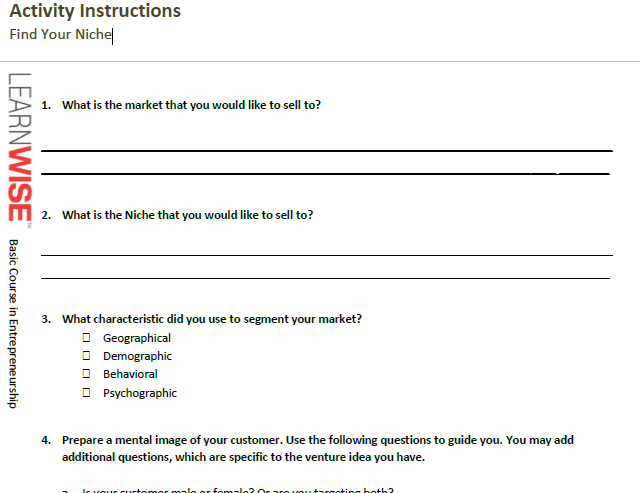 Activity Instructions
Find Your Niche
LEARNWISE™
Basic Course in Entrepreneurship
1. What is the market that you would like to sell to?
2. What is the Niche that you would like to sell to?
3. What characteristic did you use to segment your market?
Geographical
Demographic
Behavioral
Psychographic
4. Prepare a mental image of your customer. Use the following questions to guide you. You may add
additional questions, which are specific to the venture idea you have.
a. Is your customer male or female? Or are you targeting both?